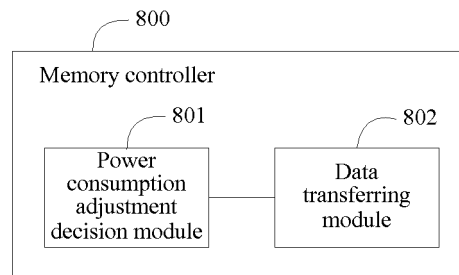 800
Memory controller
801
802
Power
consumption
adjustment
decision module
Data
transferring
module